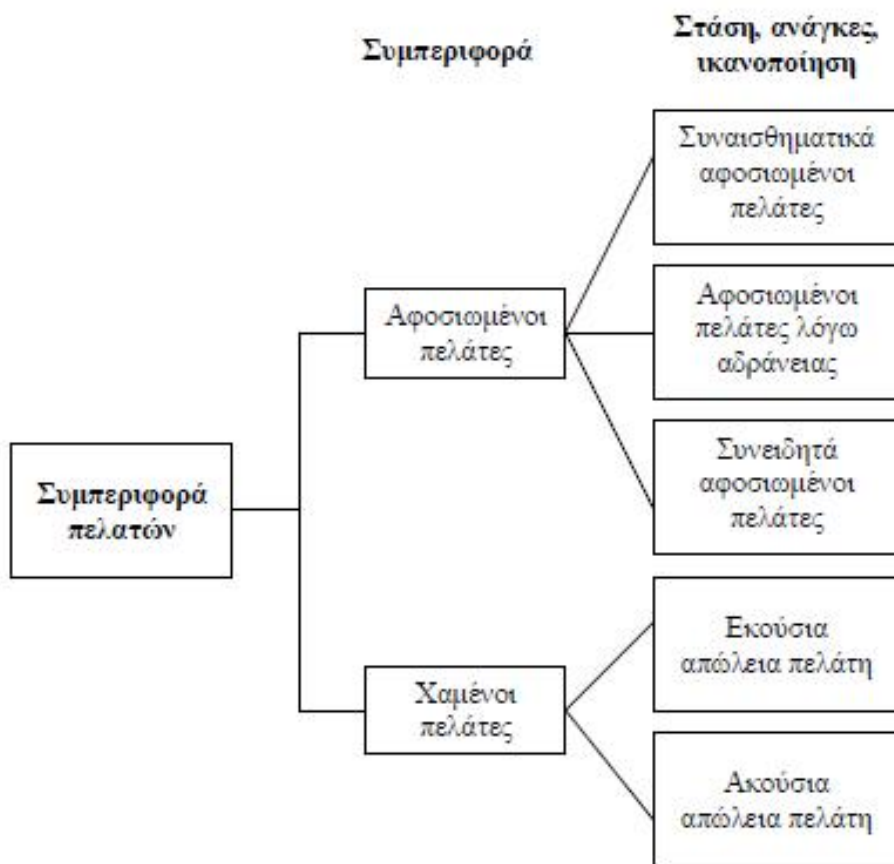 Συμπεριφορά
Στάση, ανάγκες,
ικανοποίηση
Συναισθηματικά
αφοσιωμένοι
πελάτες
Αφοσιωμένοι
πελάτες
Αφοσιωμένοι
πελάτες λόγω
αδράνειας
Συμπεριφορά
πελατών
Συνειδητά
αφοσιωμένοι
πελάτες
Χαμένοι
πελάτες
Εκούσια
απώλεια πελάτη
Ακούσια
απώλεια πελάτη